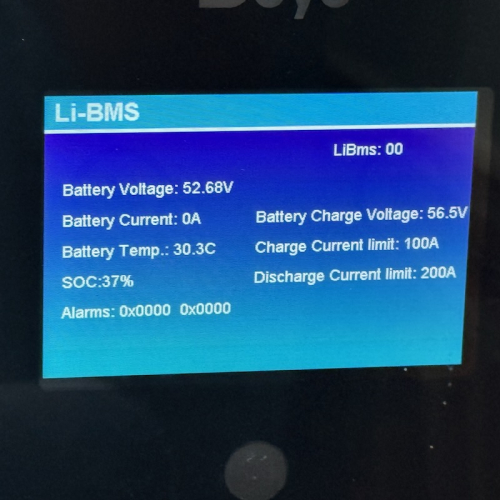 Li-BMS
LiBms: 00
Battery Voltage: 52.68V
Battery Current: 0A
Battery Charge Voltage: 56.5V
Battery Temp.: 30.3C
Charge Current limit: 100A
SOC:37%
Discharge Current limit: 200A
Alarms: 0x0000 0x0000